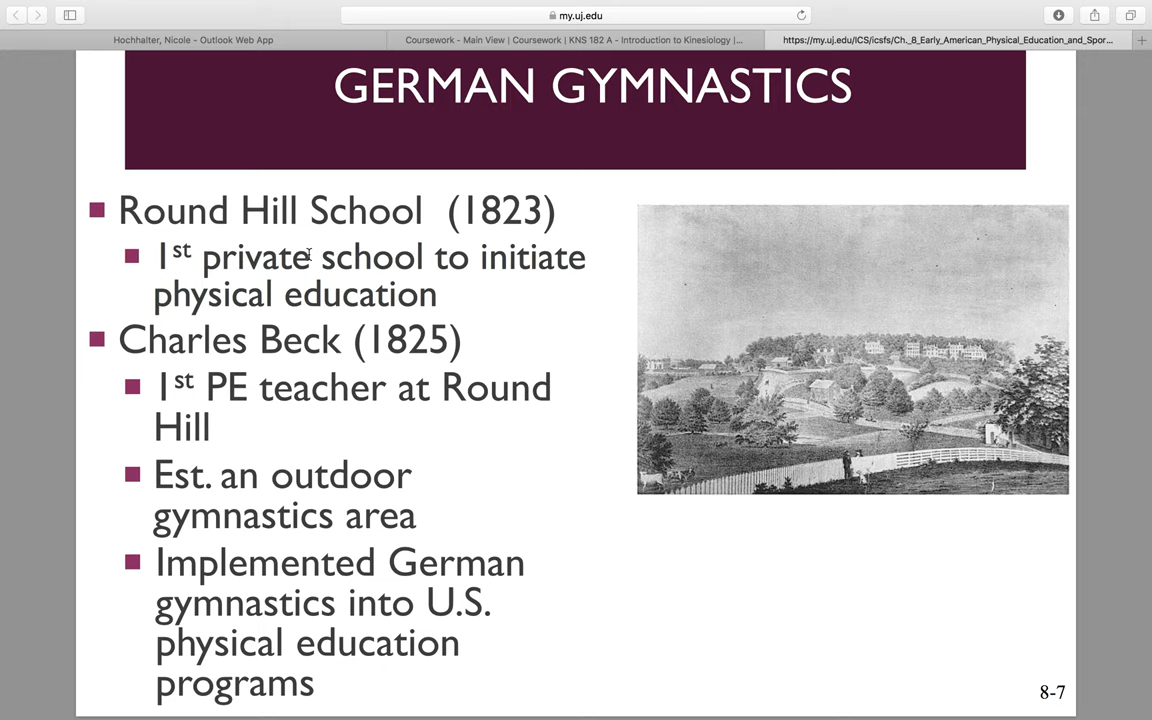 my.uj.edu
Hochhalter, Nicole - Outlook Web App
Coursework - Main View | Coursework | KNS 182 A - Introduction to Kinesiology |...
https://my.uj.edu/ICS/icsfs/Ch._8_Early_American_Physical_Education_and_Spor...
GERMAN GYMNASTICS
Round Hill School (1823)
1st private school to initiate
physical education
Charles Beck (1825)
1st PE teacher at Round
Hill
Est. an outdoor
gymnastics area
Implemented German
gymnastics into U.S.
physical education
programs
8-7